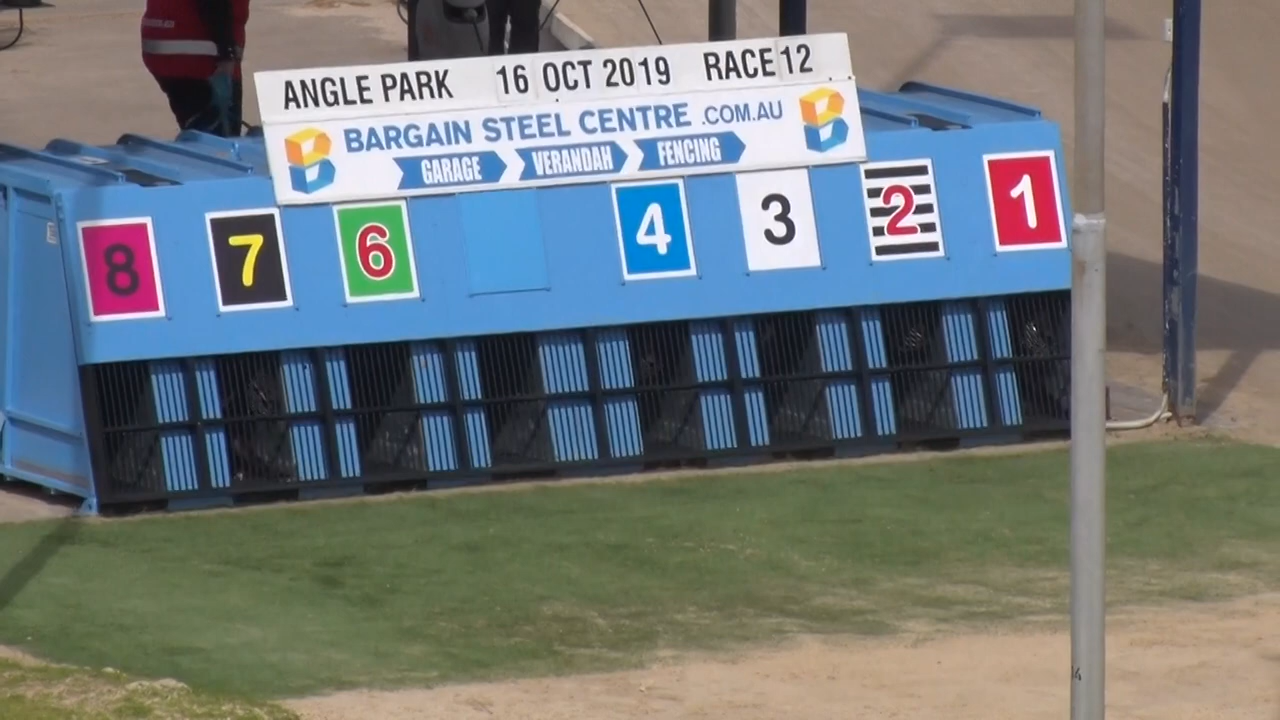 ANGLE PARK 16 OCT 2019 RACE 12
BARGAIN STEEL CENTRE .COM.AU
GARAGE VERANDAH FENCING
8 7 6 4 3 2 1